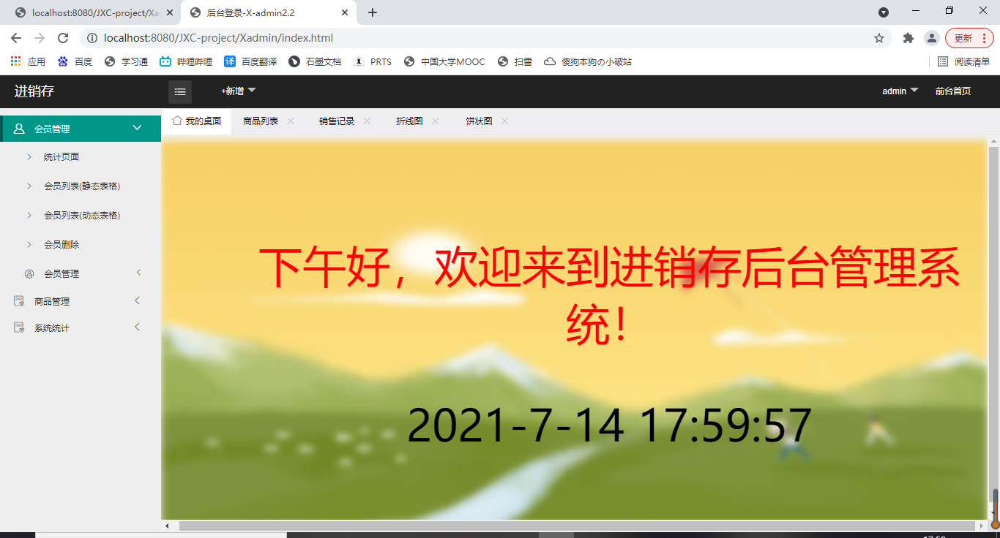 localhost:8080/JXC-project/Xa
后台登录-X-admin2.2
localhost:8080/JXC-project/Xadmin/index.html
更新
应用 百度 学习通 哔哩哔哩 译 百度翻译 石墨文档 PRTS 中国大学MOOC 扫雷 傻狗本狗の小破站 阅读清单
进销存 +新增 admin 前台首页
会员管理
统计页面
会员列表(静态表格)
会员列表(动态表格)
会员删除
会员管理
商品管理
系统统计
我的桌面 商品列表 销售记录 折线图 饼状图
下午好，欢迎来到进销存后台管理系
统！
2021-7-14 17:59:57